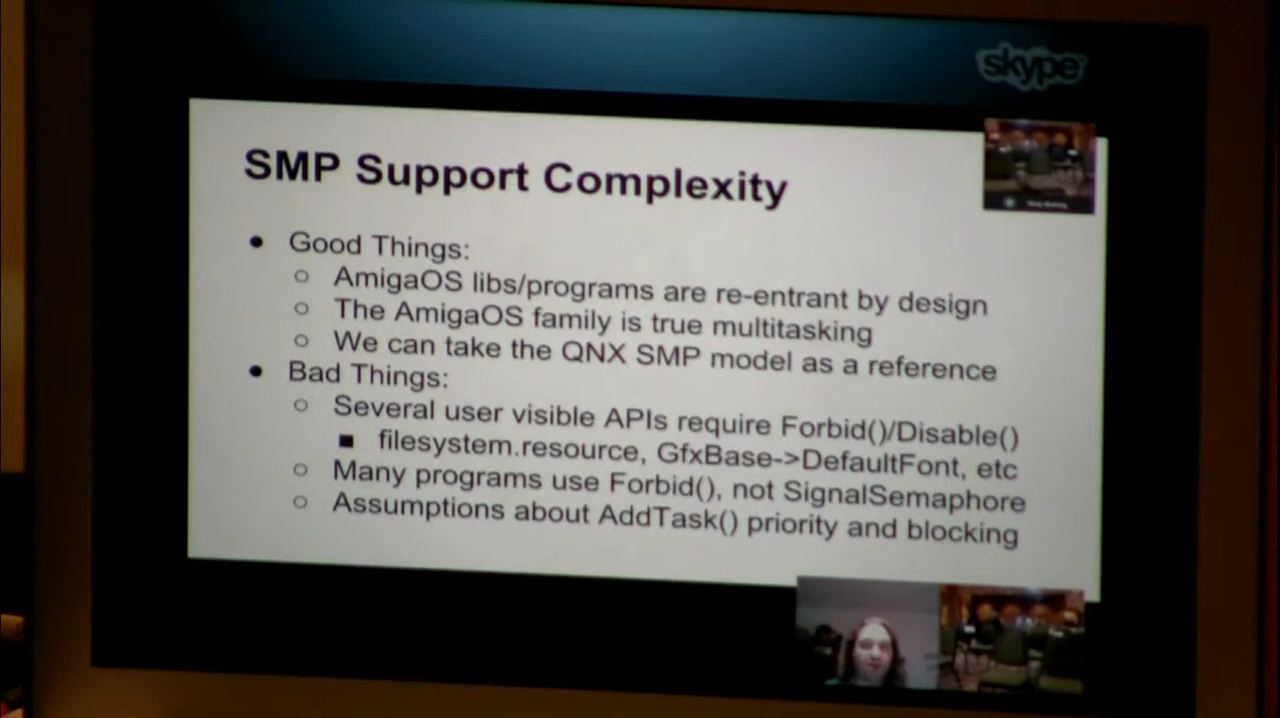 skype
SMP Support Complexity
● Good Things:
○ AmigaOS libs/programs are re-entrant by design
○ The AmigaOS family is true multitasking
○ We can take the QNX SMP model as a reference
● Bad Things:
○ Several user visible APIs require Forbid()/Disable()
■ filesystem.resource, GfxBase->DefaultFont, etc
○ Many programs use Forbid(), not SignalSemaphore
○ Assumptions about AddTask() priority and blocking